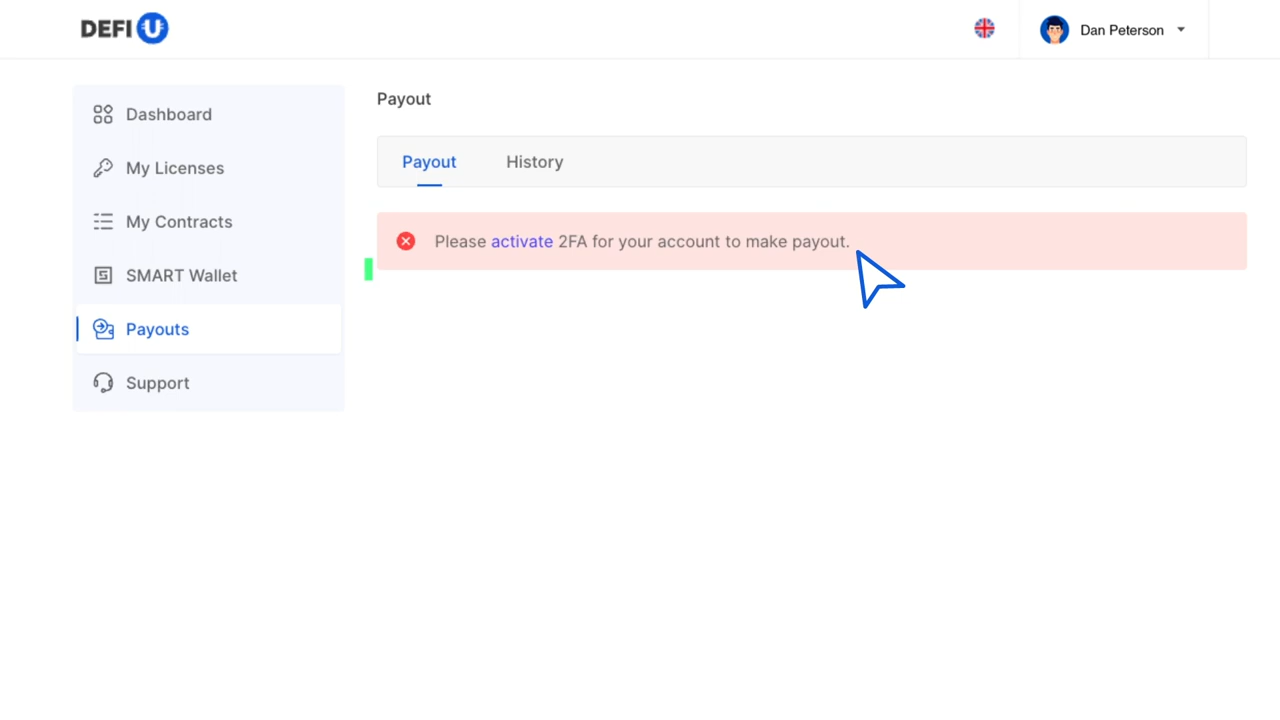 DEFI U
Dan Peterson
Dashboard
My Licenses
My Contracts
SMART Wallet
Payouts
Support
Payout
Payout History
Please activate 2FA for your account to make payout.